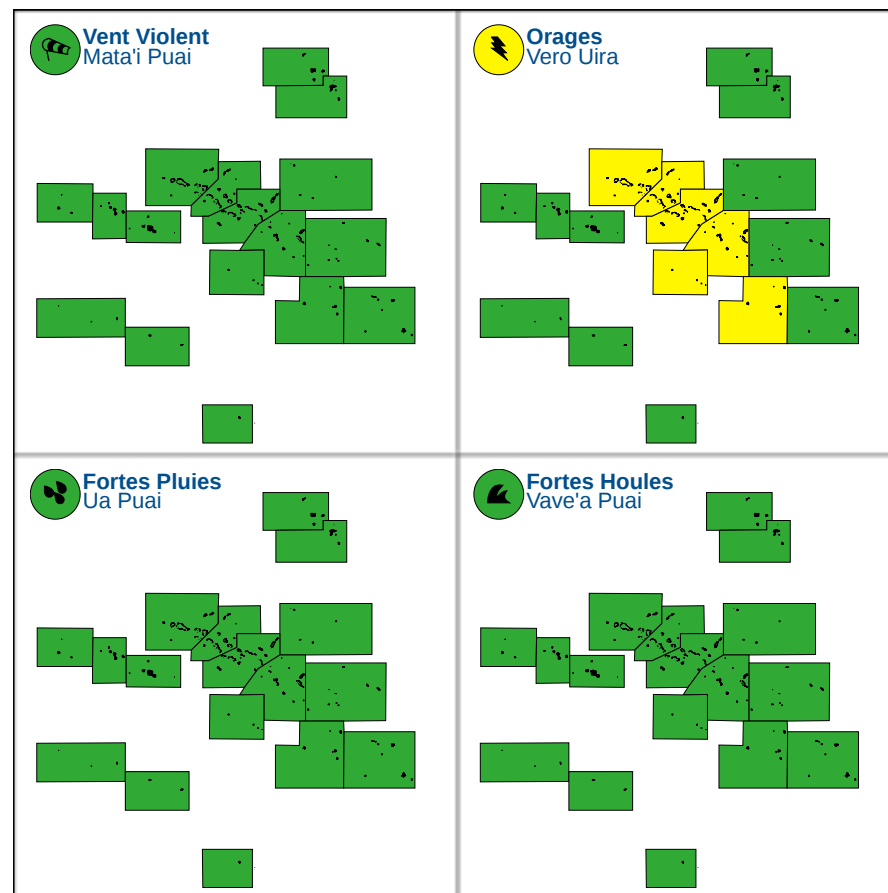 Vent Violent
Mata'i Puai
Orages
Vero Uira
Fortes Pluies
Ua Puai
Fortes Houles
Vave'a Puai